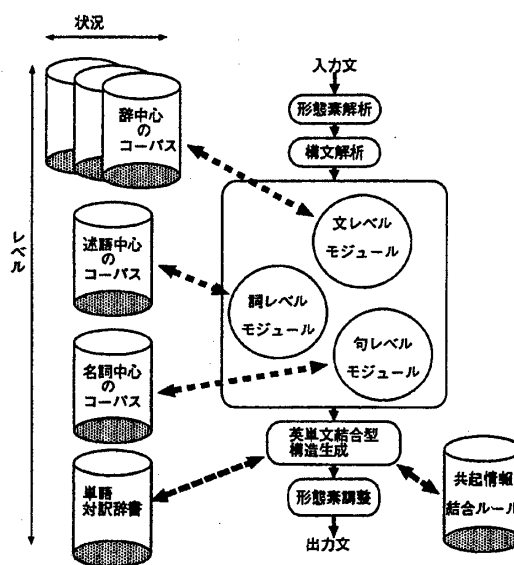 状況
レベル
辞中心
の
コーパス
述語中心
の
コーパス
名詞中心
の
コーパス
単語
対訳辞書
入力文
形態素解析
構文解析
文レベル
モジュール
詞レベル
モジュール
句レベル
モジュール
英単文結合型
構造生成
形態素調整
出力文
共起情報
結合ルール